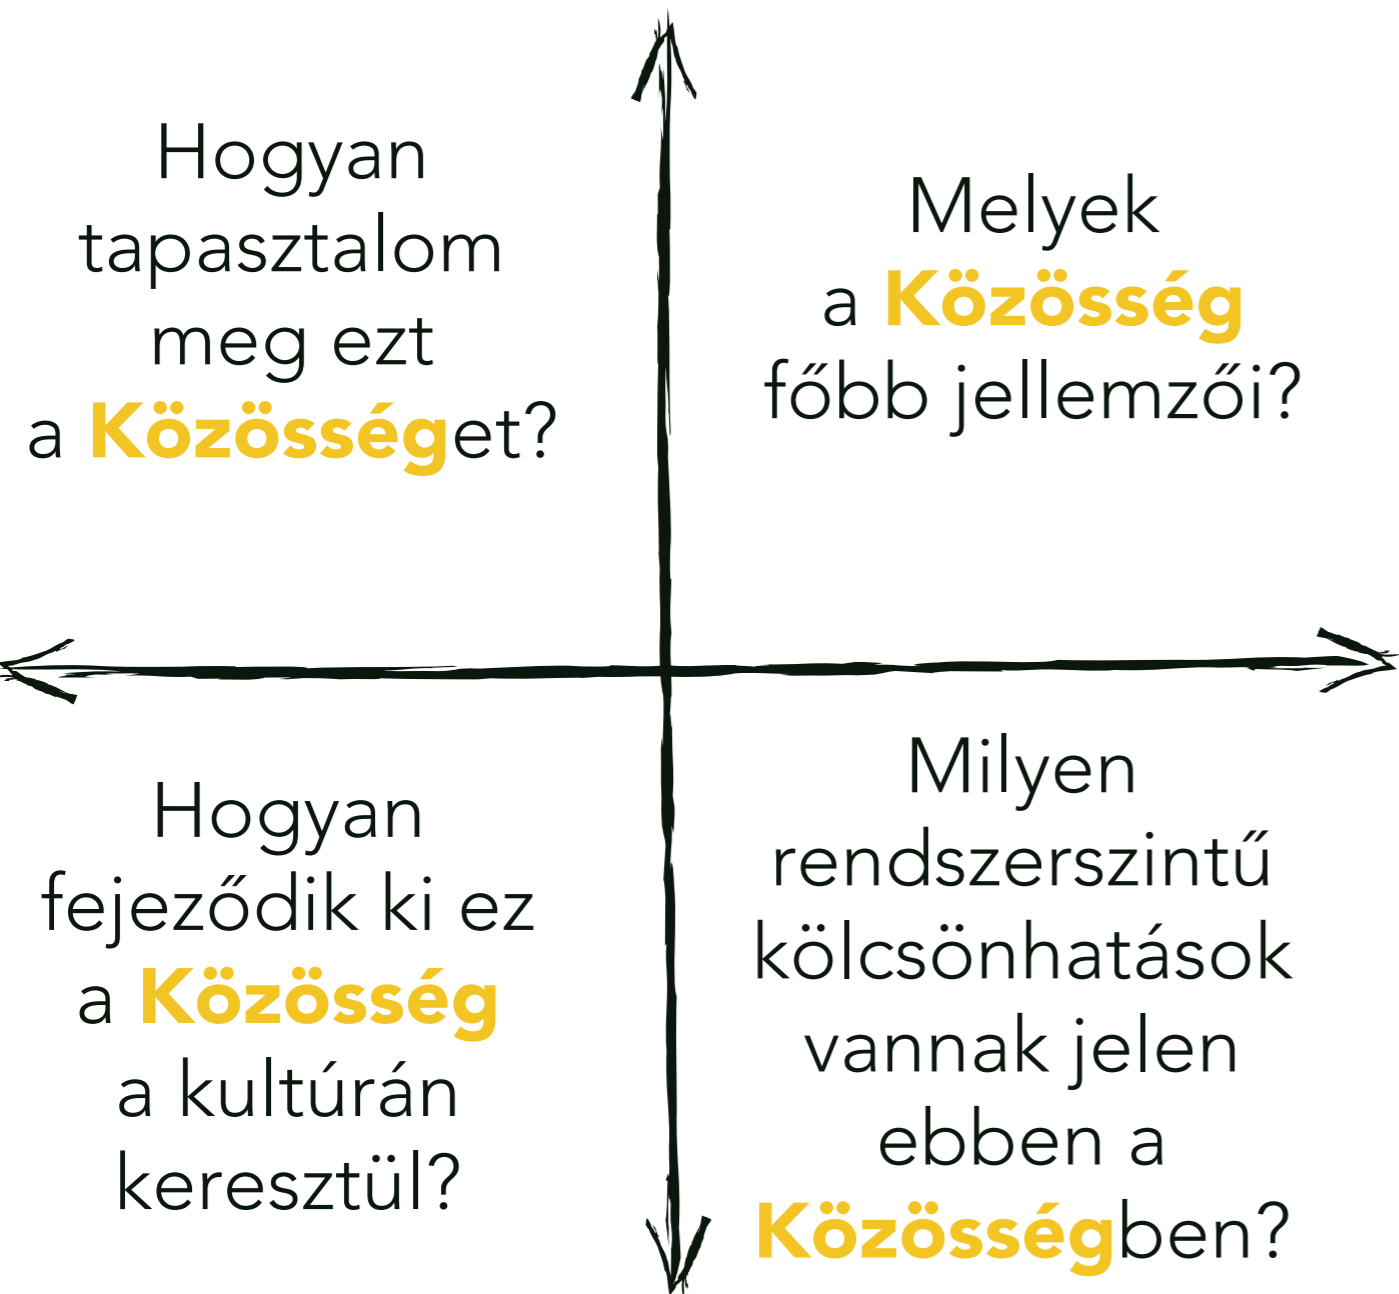 Hogyan
tapasztalom
meg ezt
a Közösséget?
Melyek
a Közösség
főbb jellemzői?
Hogyan
fejeződik ki ez
a Közösség
a kultúrán
keresztül?
Milyen
rendszerszintű
kölcsönhatások
vannak jelen
ebben a
Közösségben?